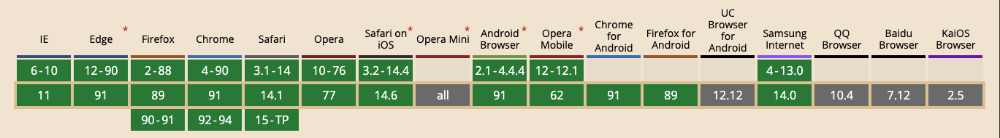 IE
Edge
*
Firefox
Chrome
Safari
Opera
Safari on
iOS
*
Opera Mini
*
Android
Browser
*
Opera
Mobile
*
Chrome
for
Android
Firefox for
Android
UC
Browser
for
Android
Samsung
Internet
QQ
Browser
Baidu
Browser
KaiOS
Browser
6-10 12-90 2-88 4-90 3.1-14 10-76 3.2-14.4 2.1-4.4.4 12-12.1 4-13.0
11 91 89 91 14.1 77 14.6 all 91 62 91 89 12.12 14.0 10.4 7.12 2.5
90-91 92-94 15-TP